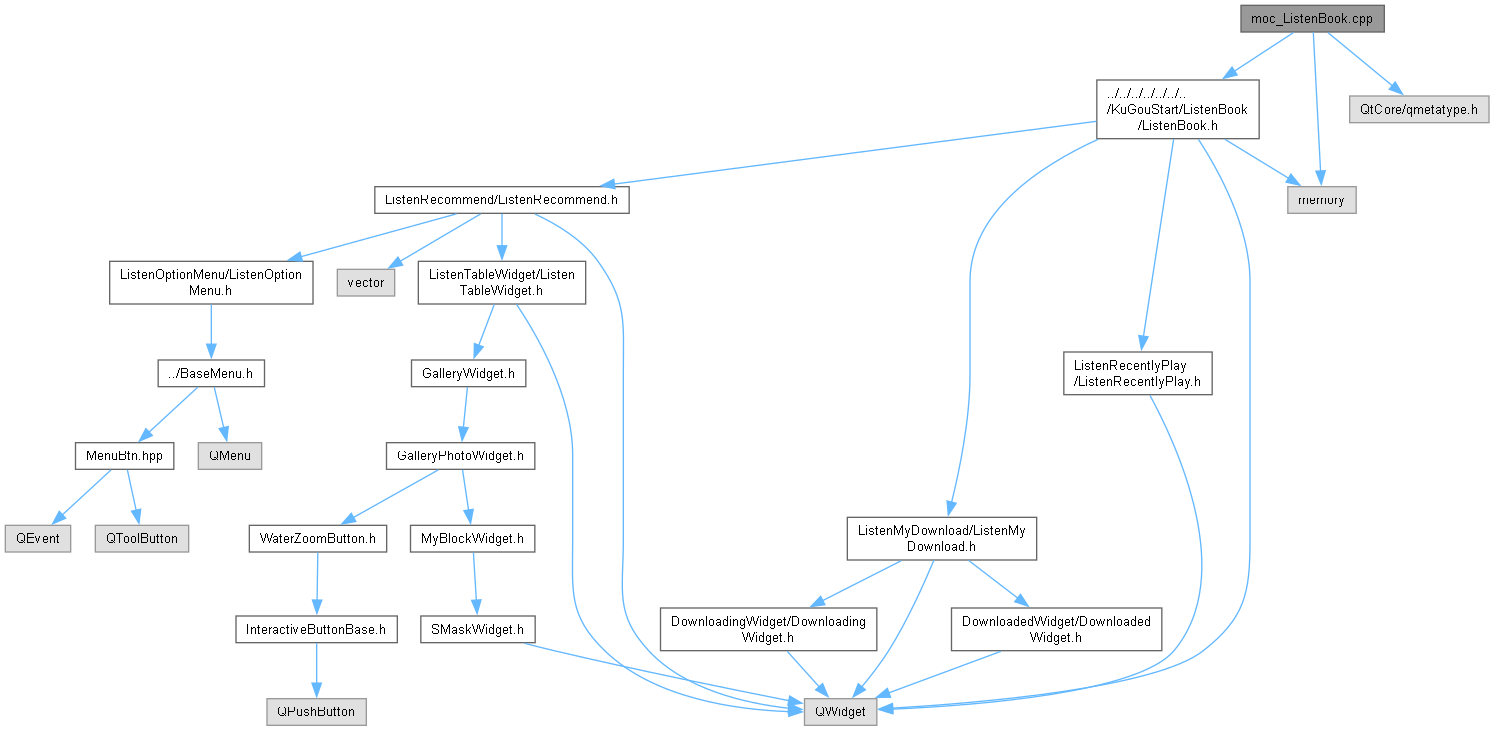 moc_ListenBook.cpp
../../../../../../..
/KuGouStart/ListenBook
/ListenBook.h
QtCore/qmetatype.h
ListenRecommend/ListenRecommend.h
memory
ListenOptionMenu/ListenOption
Menu.h
vector
ListenTableWidget/Listen
TableWidget.h
../BaseMenu.h
GalleryWidget.h
ListenRecentlyPlay
/ListenRecentlyPlay.h
MenuBtn.hpp
QMenu
GalleryPhotoWidget.h
QEvent
QToolButton
WaterZoomButton.h
MyBlockWidget.h
ListenMyDownload/ListenMy
Download.h
InteractiveButtonBase.h
SMaskWidget.h
DownloadingWidget/Downloading
Widget.h
DownloadedWidget/Downloaded
Widget.h
QPushButton
QWidget